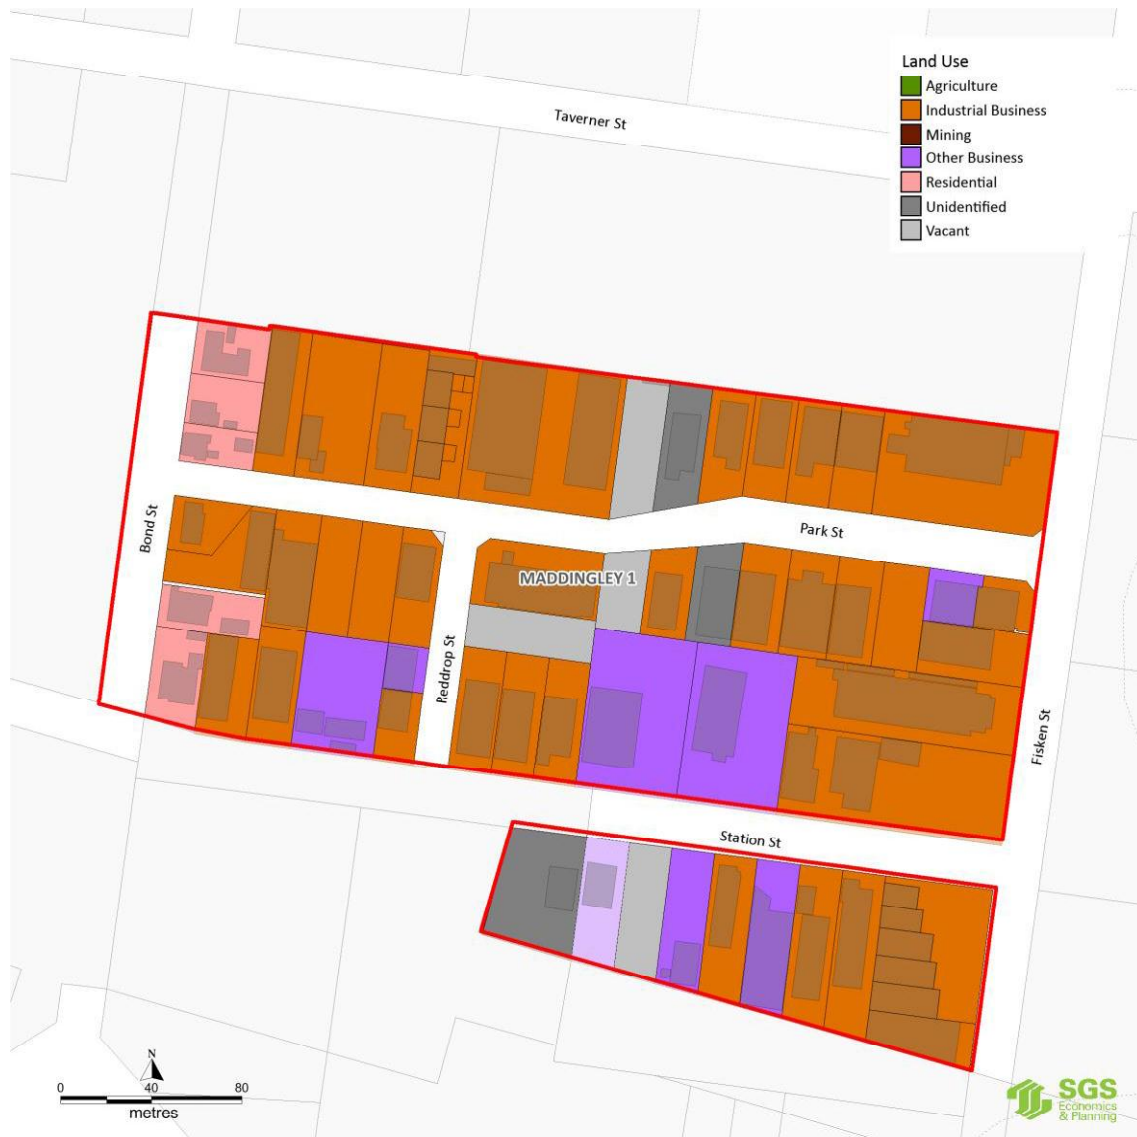 Land Use
Agriculture
Industrial Business
Mining
Other Business
Residential
Unidentified
Vacant
Taverner St
Bond St
Park St
MADDINGLEY 1
Reddrop St
Fisken St
Station St
N
0 40 80
metres
SGS
Economics
& Planning